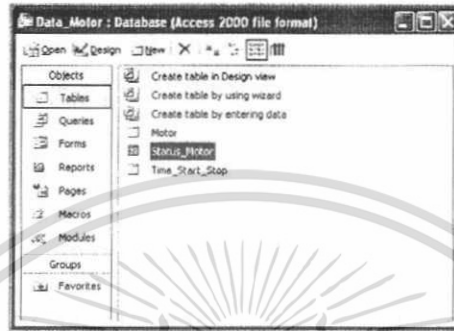 Data_Motor : Database (Access 2000 file format)
Open Design New
Objects
Tables
Queries
Forms
Reports
Pages
Macros
Modules
Groups
Favorites
Create table in Design view
Create table by using wizard
Create table by entering data
Motor
Status_Motor
Time_Start_Stop